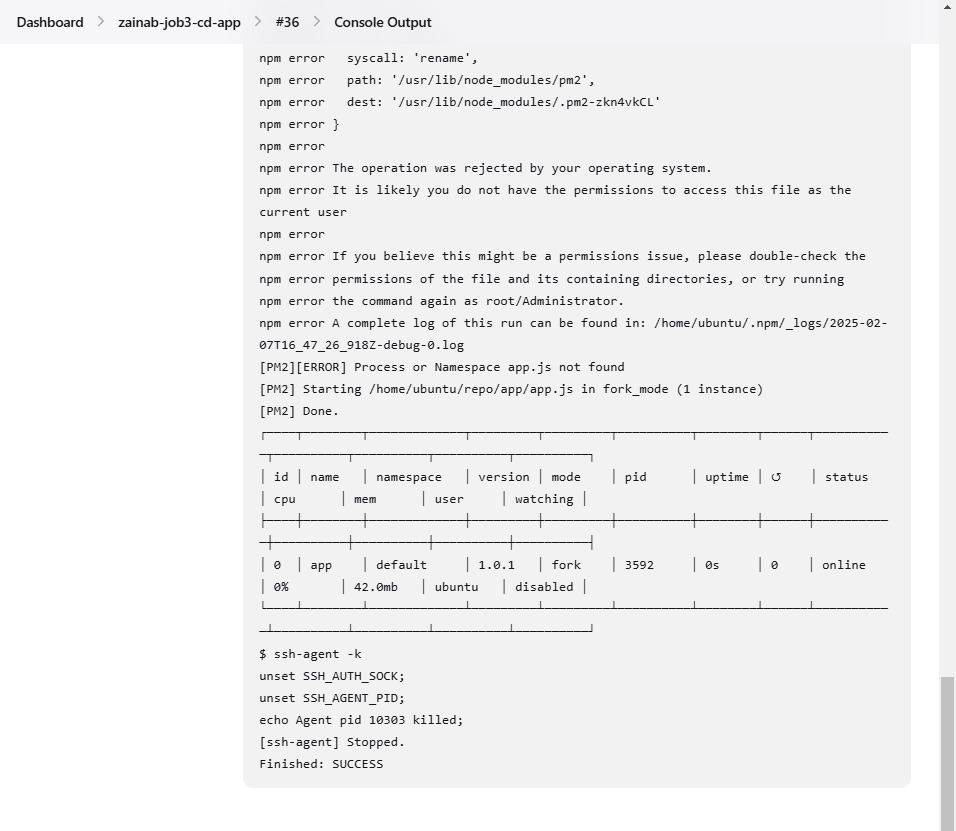 Dashboard > zainab-job3-cd-app > #36 > Console Output
npm error   syscall: 'rename',
npm error   path: '/usr/lib/node_modules/pm2',
npm error   dest: '/usr/lib/node_modules/.pm2-zkn4vkCL'
npm error }
npm error
npm error The operation was rejected by your operating system.
npm error It is likely you do not have the permissions to access this file as the
current user
npm error
npm error If you believe this might be a permissions issue, please double-check the
npm error permissions of the file and its containing directories, or try running
npm error the command again as root/Administrator.
npm error A complete log of this run can be found in: /home/ubuntu/.npm/_logs/2025-02-
07T16_47_26_918Z-debug-0.log
[PM2][ERROR] Process or Namespace app.js not found
[PM2] Starting /home/ubuntu/repo/app/app.js in fork_mode (1 instance)
[PM2] Done.
│ id │ name │ namespace │ version │ mode │ pid │ uptime │ ↺ │ status
│ cpu │ mem │ user │ watching │
│ 0 │ app │ default │ 1.0.1 │ fork │ 3592 │ 0s │ 0 │ online
│ 0% │ 42.0mb │ ubuntu │ disabled │
$ ssh-agent -k
unset SSH_AUTH_SOCK;
unset SSH_AGENT_PID;
echo Agent pid 10303 killed;
[ssh-agent] Stopped.
Finished: SUCCESS